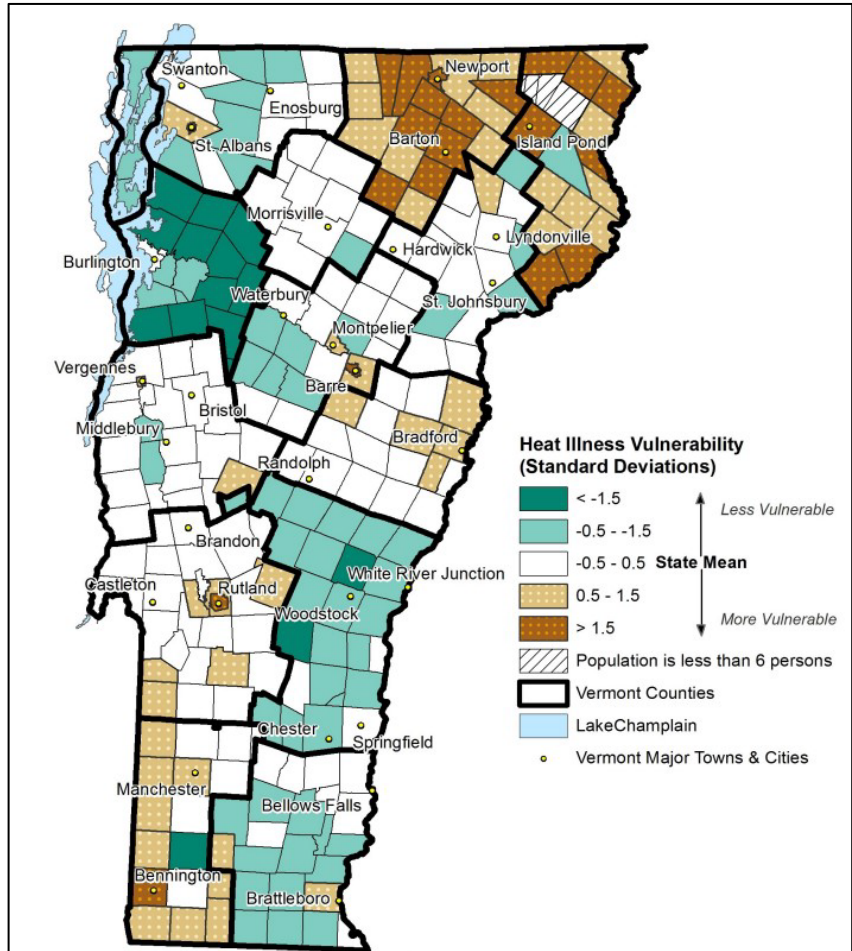 Swanton
Newport
Enosburg
Island Pond
Barton
St. Albans
Morrisville
Hardwick
Lyndonville
Burlington
Waterbury
St. Johnsbury
Montpelier
Vergennes
Barre
Bristol
Middlebury
Bradford
Randolph
Brandon
White River Junction
Castleton
Rutland
Woodstock
Chester
Springfield
Manchester
Bellows Falls
Bennington
Brattleboro
Heat Illness Vulnerability
(Standard Deviations)
< -1.5
Less Vulnerable
-0.5 - -1.5
-0.5 - 0.5 State Mean
0.5 - 1.5
> 1.5
More Vulnerable
Population is less than 6 persons
Vermont Counties
LakeChamplain
Vermont Major Towns & Cities